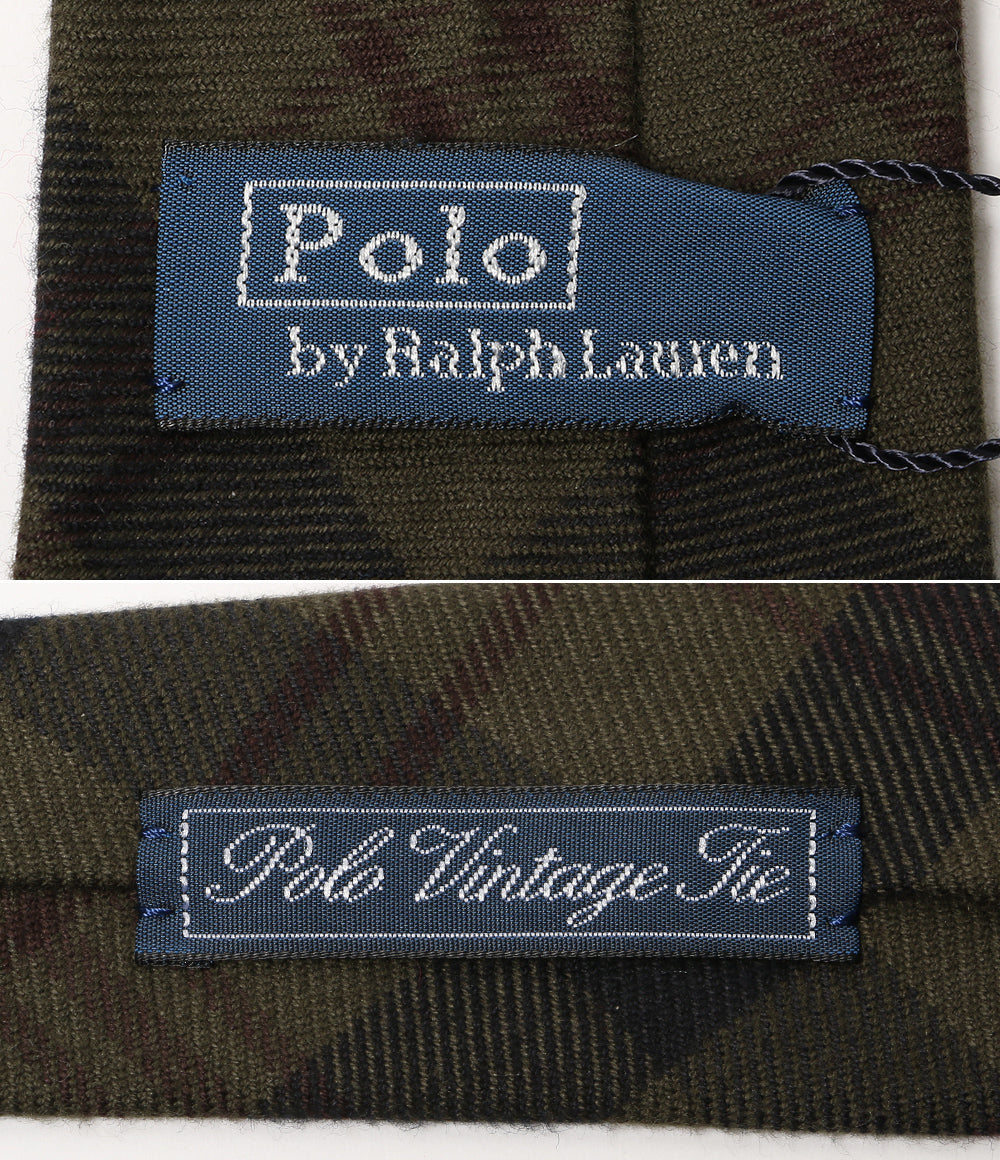 Polo
by Ralph Lauren
Polo Vintage Tie